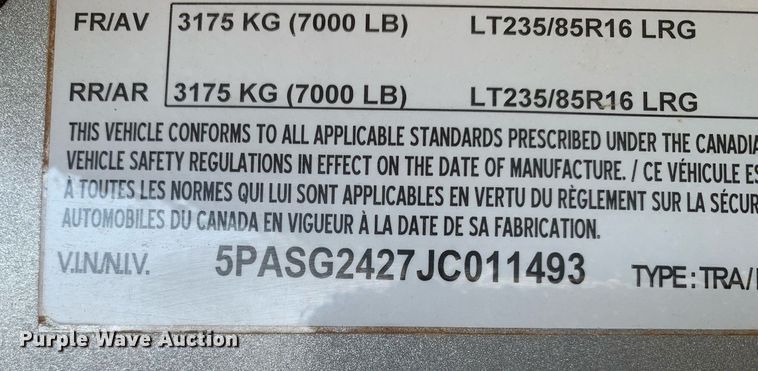 FR/AV 3175 KG (7000 LB) LT235/85R16 LRG
RR/AR 3175 KG (7000 LB) LT235/85R16 LRG
THIS VEHICLE CONFORMS TO ALL APPLICABLE STANDARDS PRESCRIBED UNDER THE CANADIA
VEHICLE SAFETY REGULATIONS IN EFFECT ON THE DATE OF MANUFACTURE. / CE VÉHICULE ES
À TOUTES LES NORMES QUI LUI SONT APPLICABLES EN VERTU DU RÈGLEMENT SUR LA SÉCUR
AUTOMOBILES DU CANADA EN VIGUEUR À LA DATE DE SA FABRICATION.
V.I.N/N.I.V. 5PASG2427JC011493 TYPE: TRA/
Purple Wave Auction